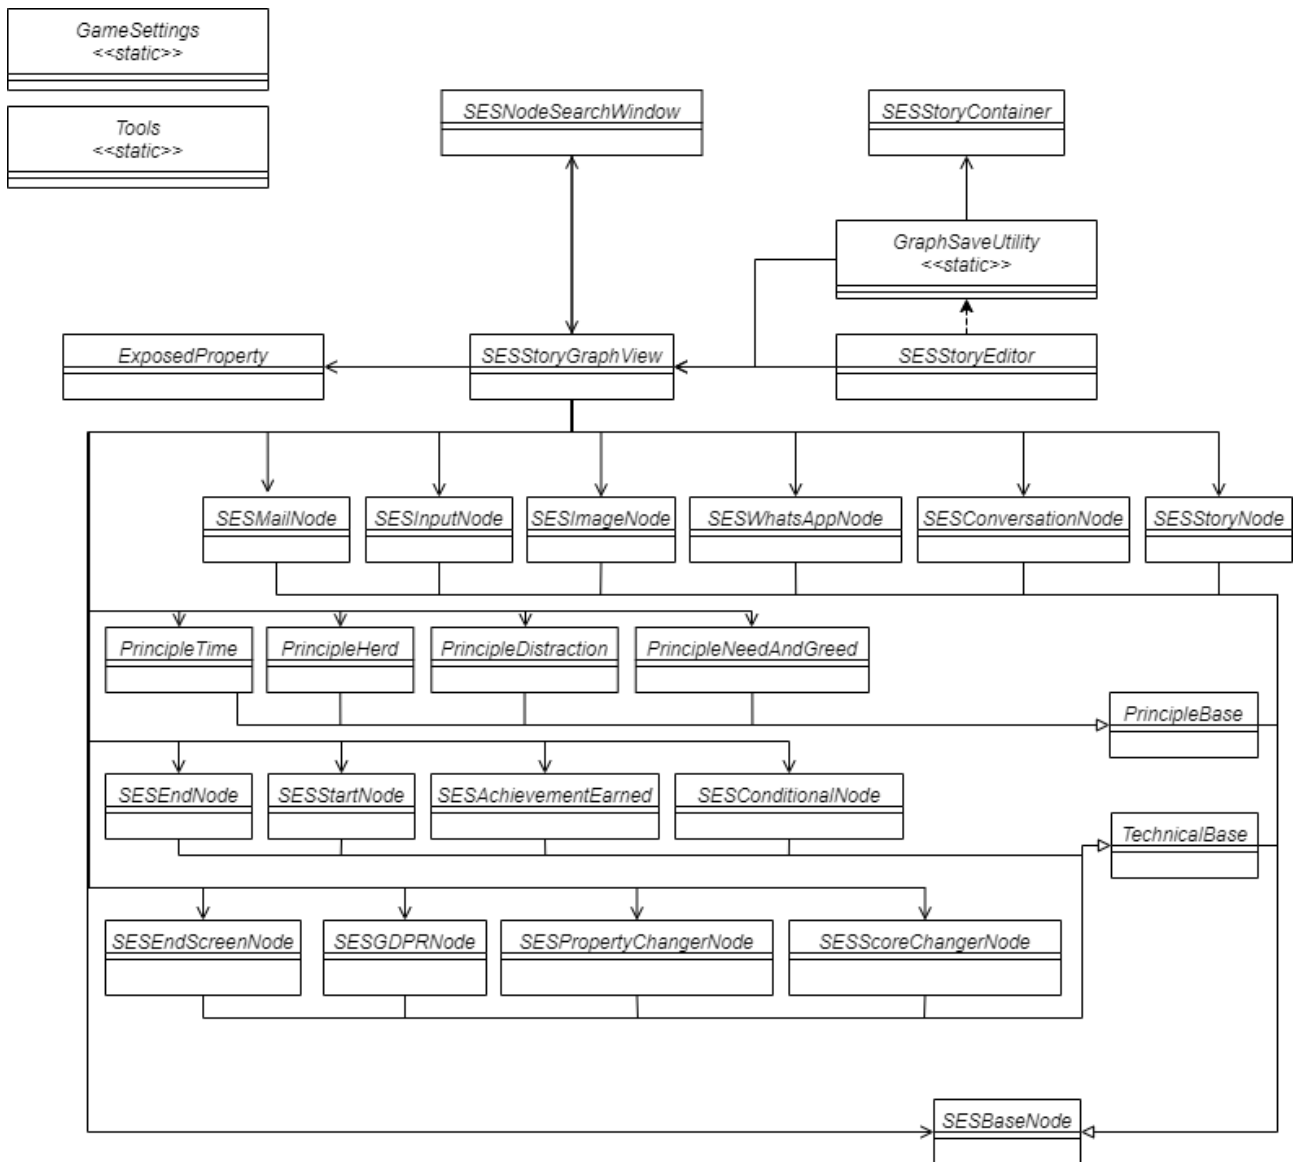 GameSettings
<<static>>
Tools
<<static>>
SESNodeSearchWindow
SESStoryContainer
GraphSaveUtility
<<static>>
ExposedProperty
SESStoryGraphView
SESStoryEditor
SESMailNode
SESInputNode
SESImageNode
SESWhatsAppNode
SESConversationNode
SESStoryNode
PrincipleTime
PrincipleHerd
PrincipleDistraction
PrincipleNeedAndGreed
PrincipleBase
SESEndNode
SESStartNode
SESAchievementEarned
SESConditionalNode
TechnicalBase
SESEndScreenNode
SESGDPRNode
SESPropertyChangerNode
SESScoreChangerNode
SESBaseNode